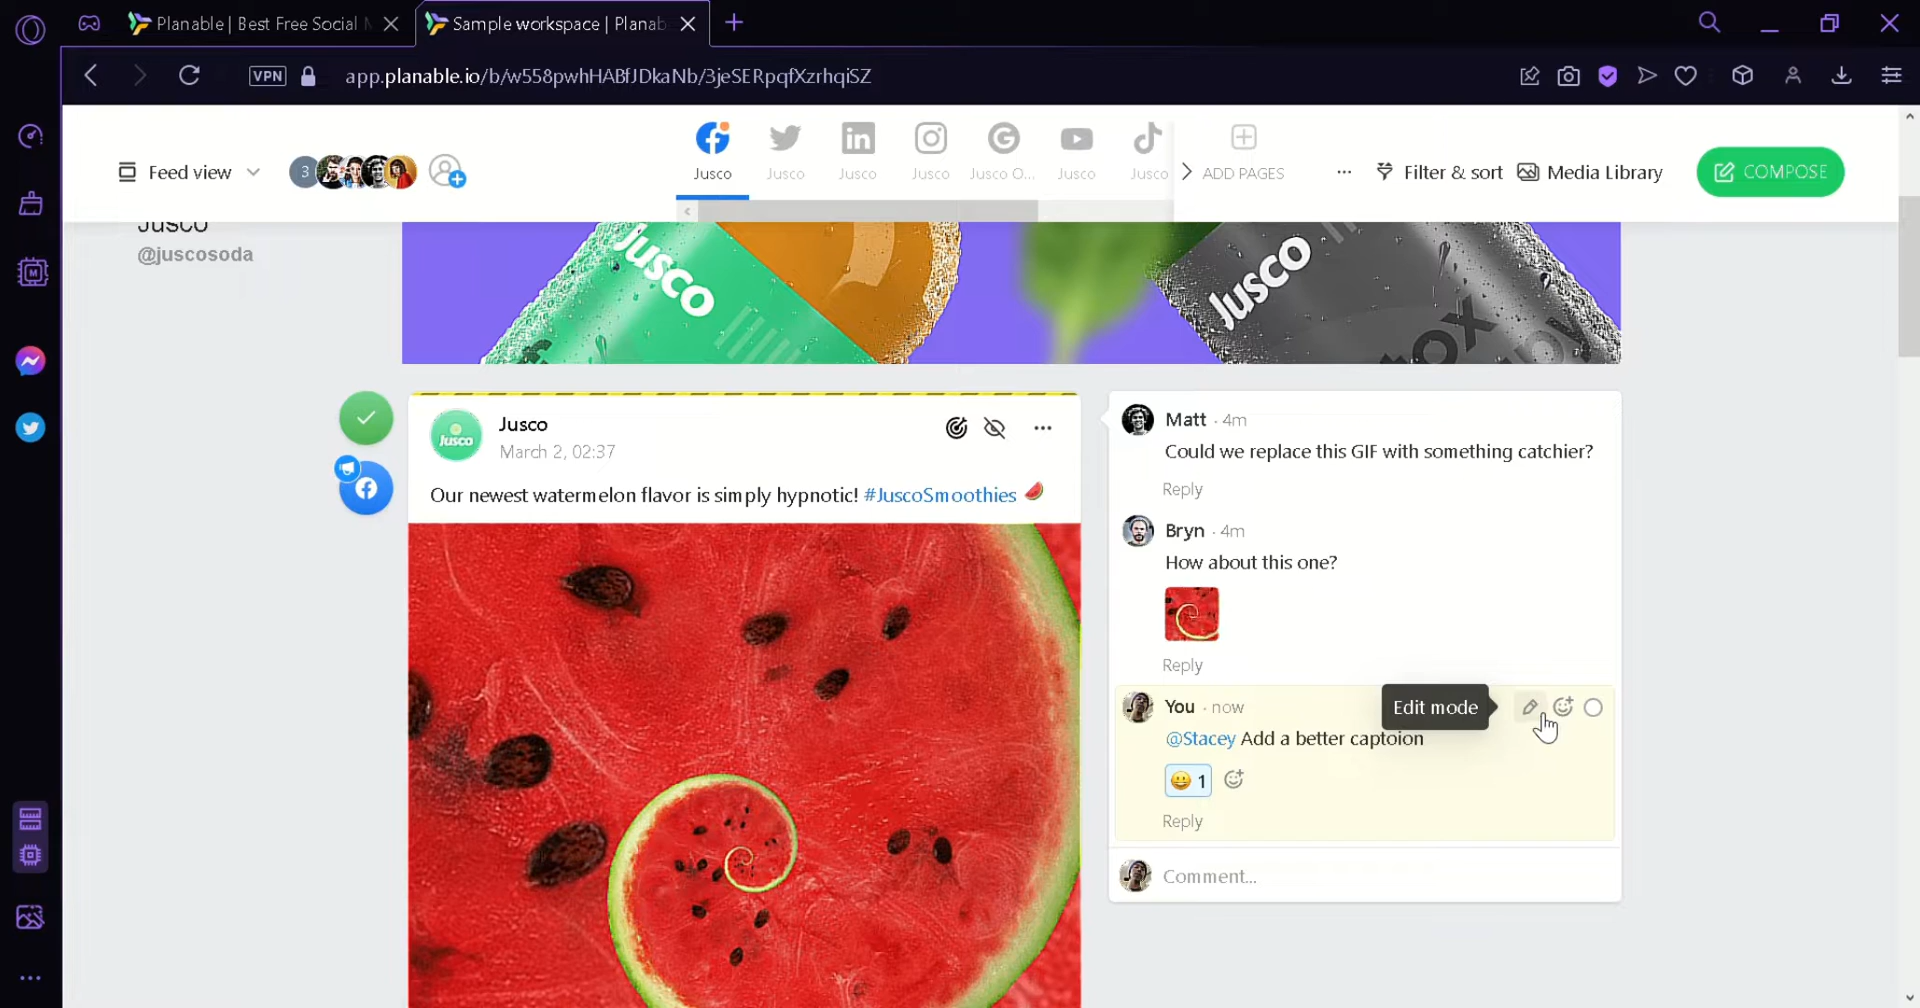 Planable | Best Free Social M
Sample workspace | Planab
VPN
app.planable.io/b/w558pwhHABfJDkaNb/3jeSERpqfXzrhqiSZ
Feed view
3
Jusco
Jusco
Jusco
Jusco
Jusco O...
Jusco
Jusco
ADD PAGES
Filter & sort
Media Library
COMPOSE
Jusco
@juscosoda
Jusco
Jusco
Jusco
Jusco
March 2, 02:37
Our newest watermelon flavor is simply hypnotic! #JuscoSmoothies 🍉
Matt · 4m
Could we replace this GIF with something catchier?
Reply
Bryn · 4m
How about this one?
Reply
You · now
Edit mode
@Stacey Add a better captoion
😀 1
Reply
Comment...